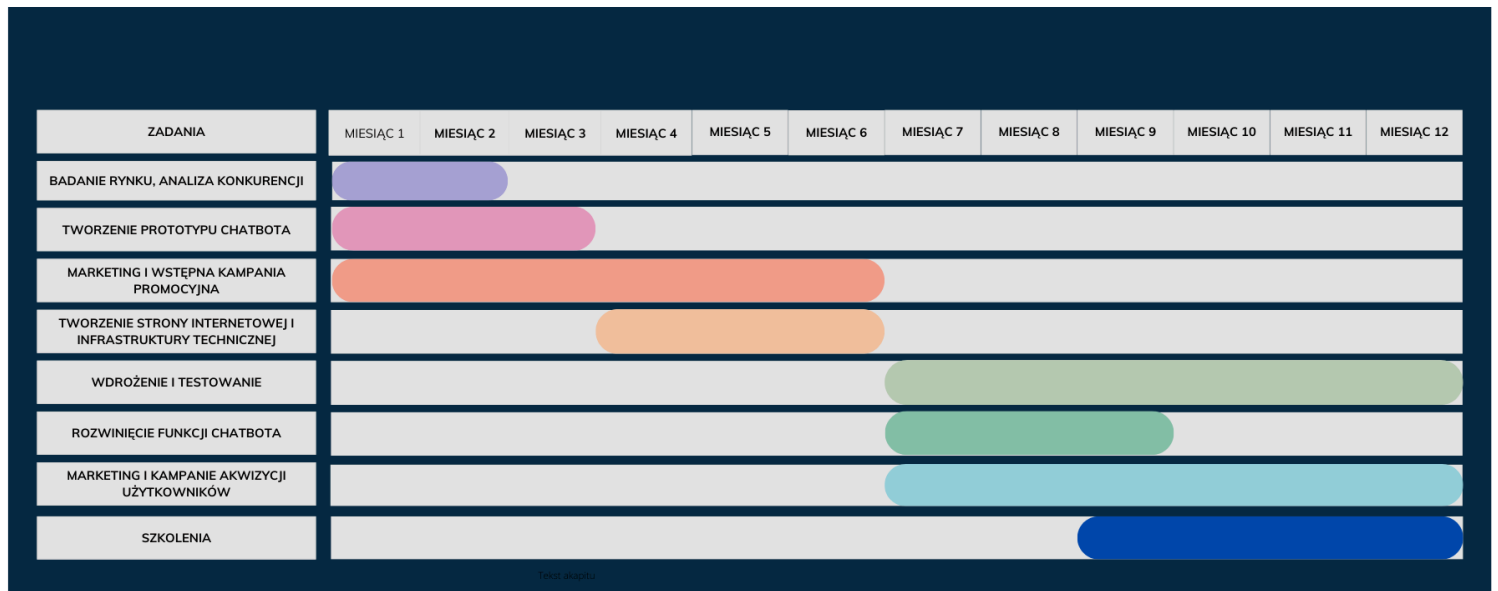 ZADANIA
MIESIĄC 1
MIESIĄC 2
MIESIĄC 3
MIESIĄC 4
MIESIĄC 5
MIESIĄC 6
MIESIĄC 7
MIESIĄC 8
MIESIĄC 9
MIESIĄC 10
MIESIĄC 11
MIESIĄC 12
BADANIE RYNKU, ANALIZA KONKURENCJI
TWORZENIE PROTOTYPU CHATBOTA
MARKETING I WSTĘPNA KAMPANIA
PROMOCYJNA
TWORZENIE STRONY INTERNETOWEJ I
INFRASTRUKTURY TECHNICZNEJ
WDROŻENIE I TESTOWANIE
ROZWINIĘCIE FUNKCJI CHATBOTA
MARKETING I KAMPANIE AKWIZYCJI
UŻYTKOWNIKÓW
SZKOLENIA
Tekst akapitu